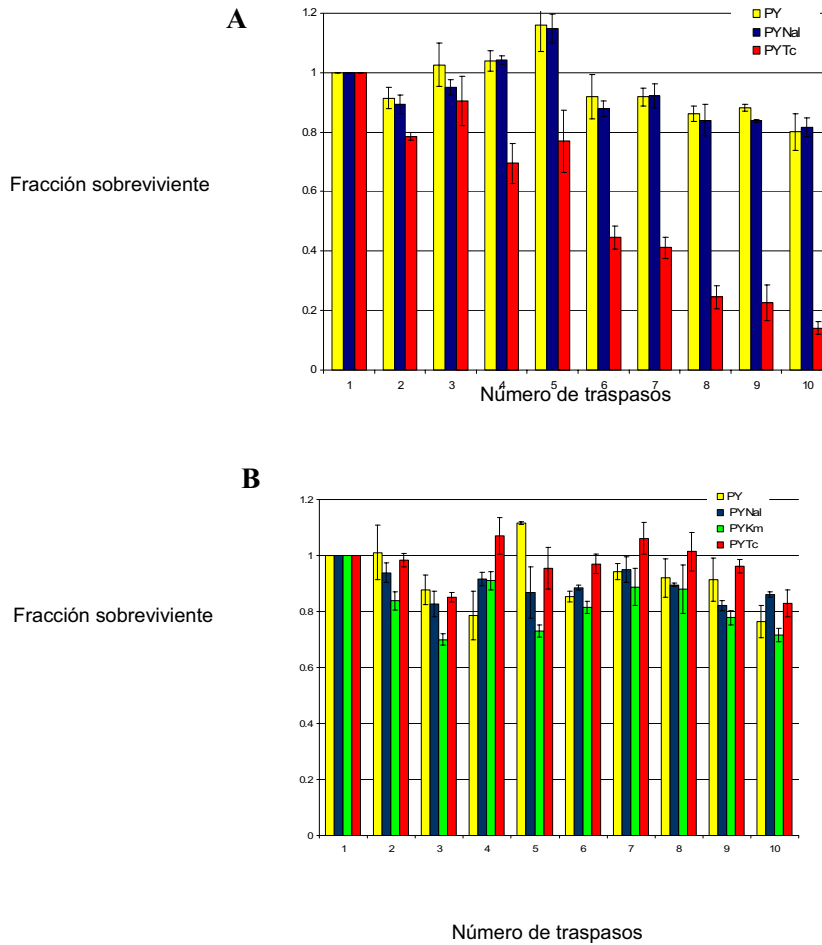 A
1.2
1
0.8
0.6
0.4
0.2
0
PY
PYNal
PYTc
Fracción sobreviviente
1 2 3 4 5 6 7 8 9 10
Número de traspasos
B
1.2
1
0.8
0.6
0.4
0.2
0
PY
PYNal
PYKm
PYTc
Fracción sobreviviente
1 2 3 4 5 6 7 8 9 10
Número de traspasos